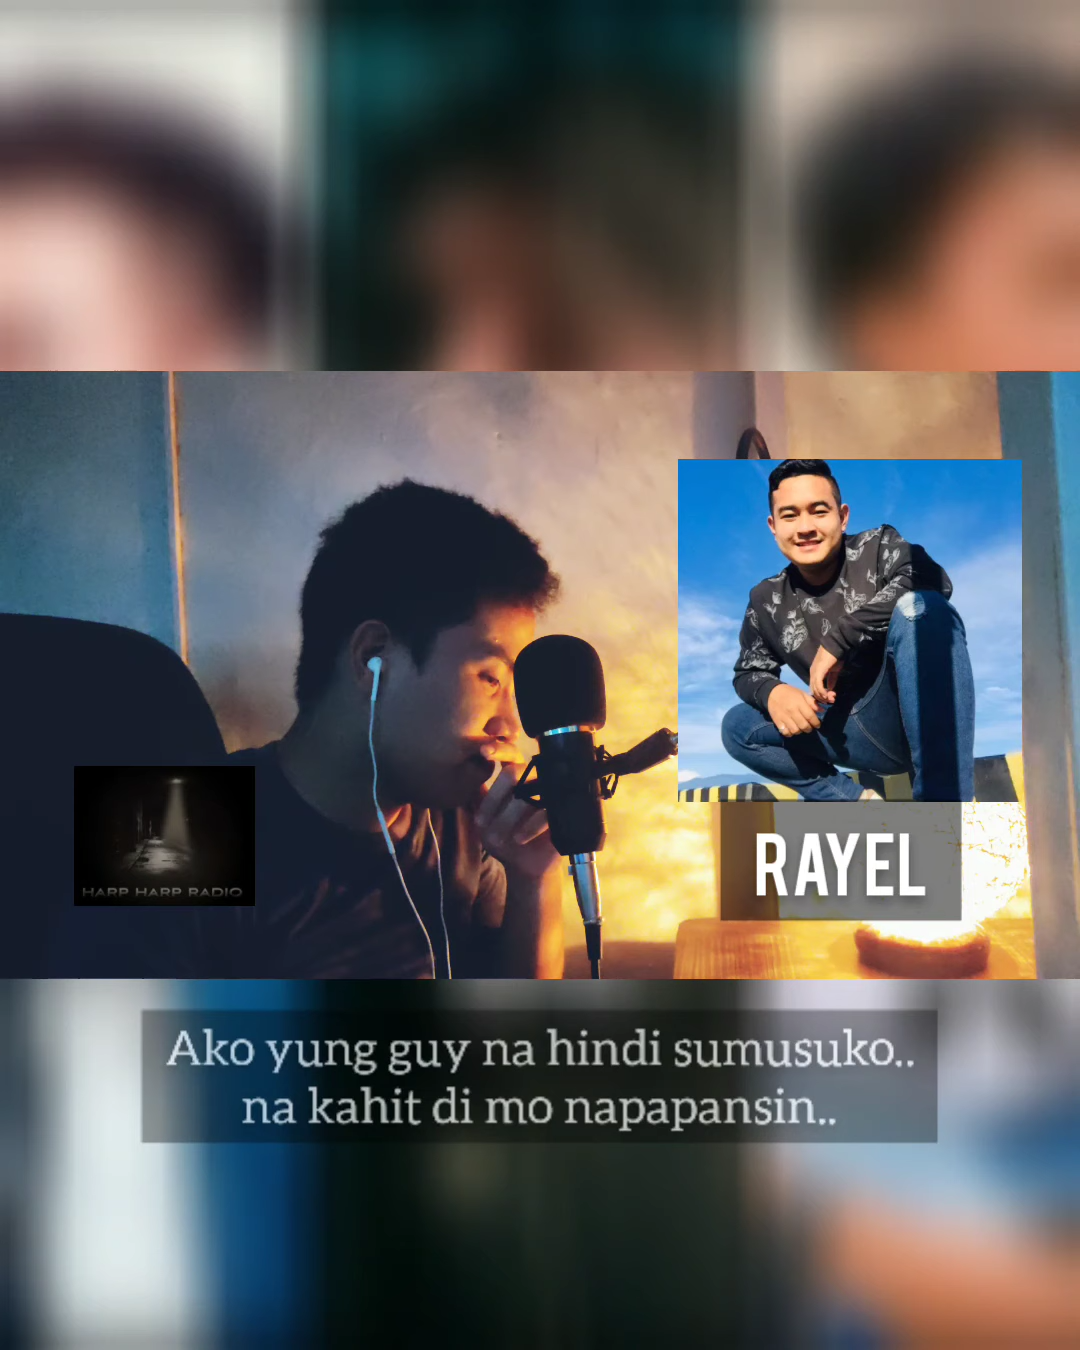 HARP HARP RADIO
RAYEL
Ako yung guy na hindi sumusuko..
na kahit di mo napapansin..